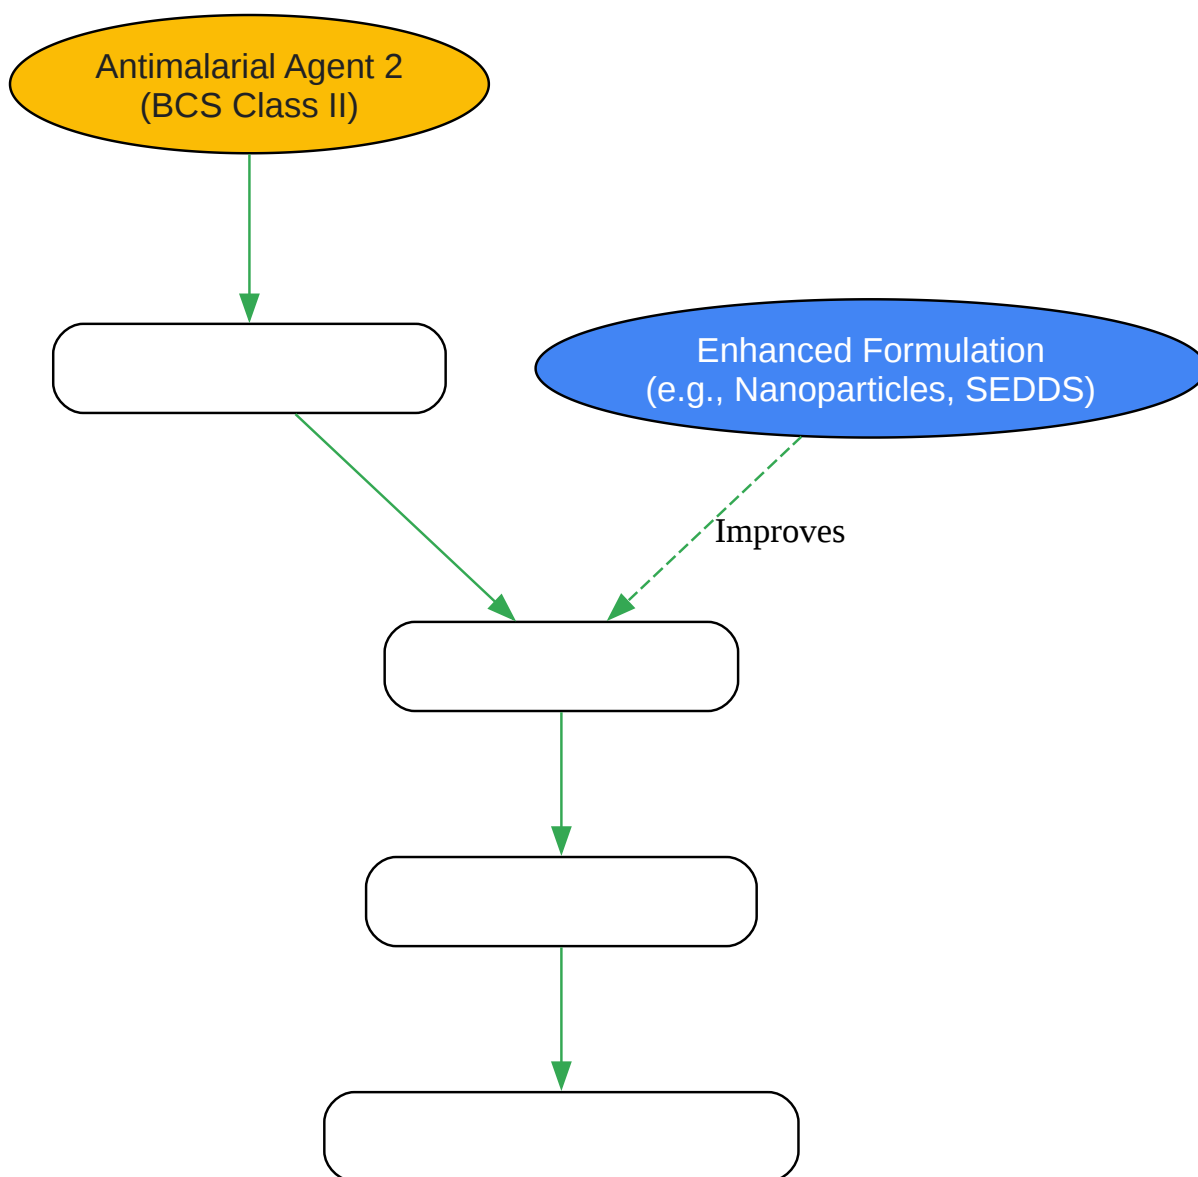 Antimalarial Agent 2
(BCS Class II)
Enhanced Formulation
(e.g., Nanoparticles, SEDDS)
Improves